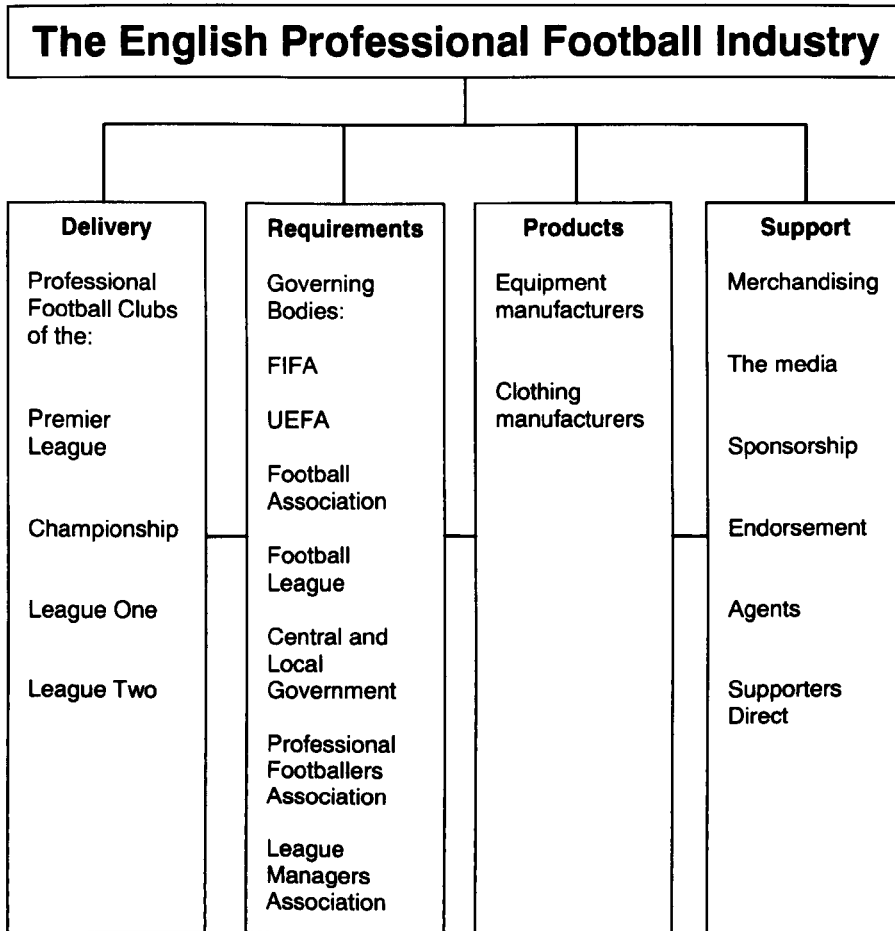 The English Professional Football Industry
Delivery
Professional
Football Clubs
of the:
Premier
League
Championship
League One
League Two
Requirements
Governing
Bodies:
FIFA
UEFA
Football
Association
Football
League
Central and
Local
Government
Professional
Footballers
Association
League
Managers
Association
Products
Equipment
manufacturers
Clothing
manufacturers
Support
Merchandising
The media
Sponsorship
Endorsement
Agents
Supporters
Direct